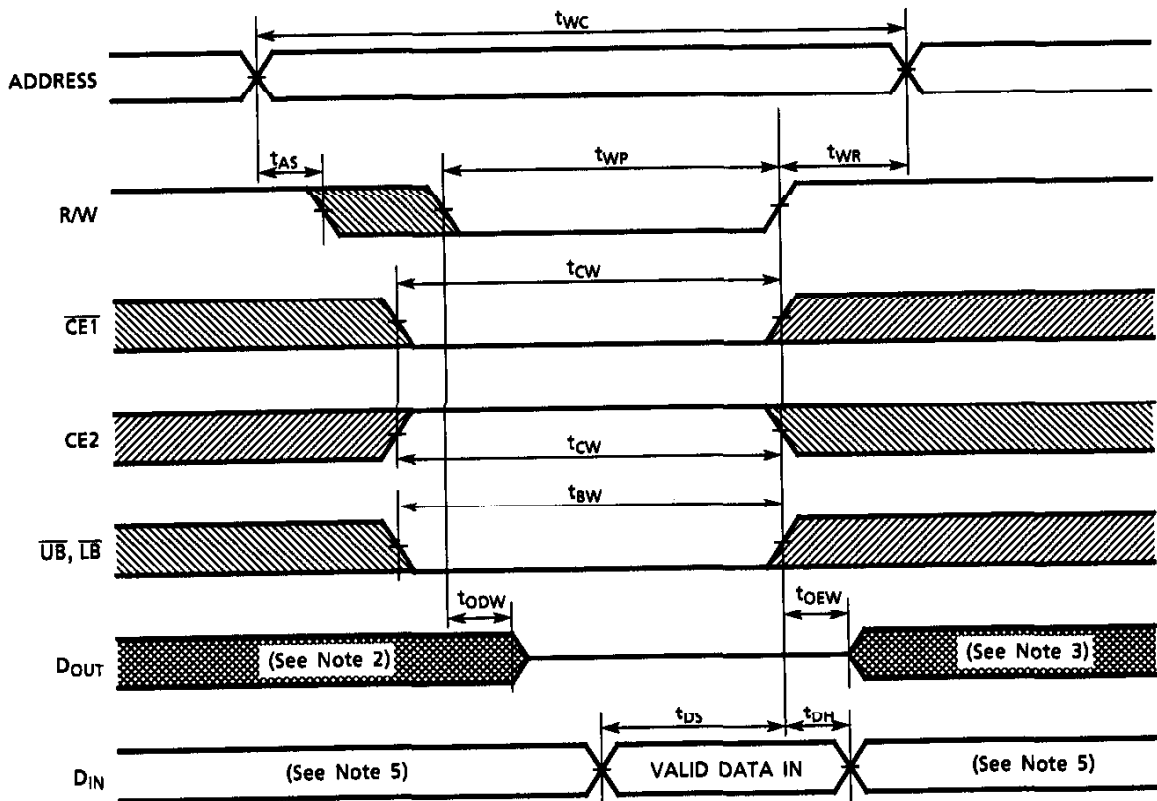 tWC
ADDRESS
tAS
tWP
tWR
R/W
tCW
CE1
CE2
tCW
tBW
UB, LB
tODW
tOEW
DOUT
(See Note 2)
(See Note 3)
tDS
tDH
DIN
(See Note 5)
VALID DATA IN
(See Note 5)